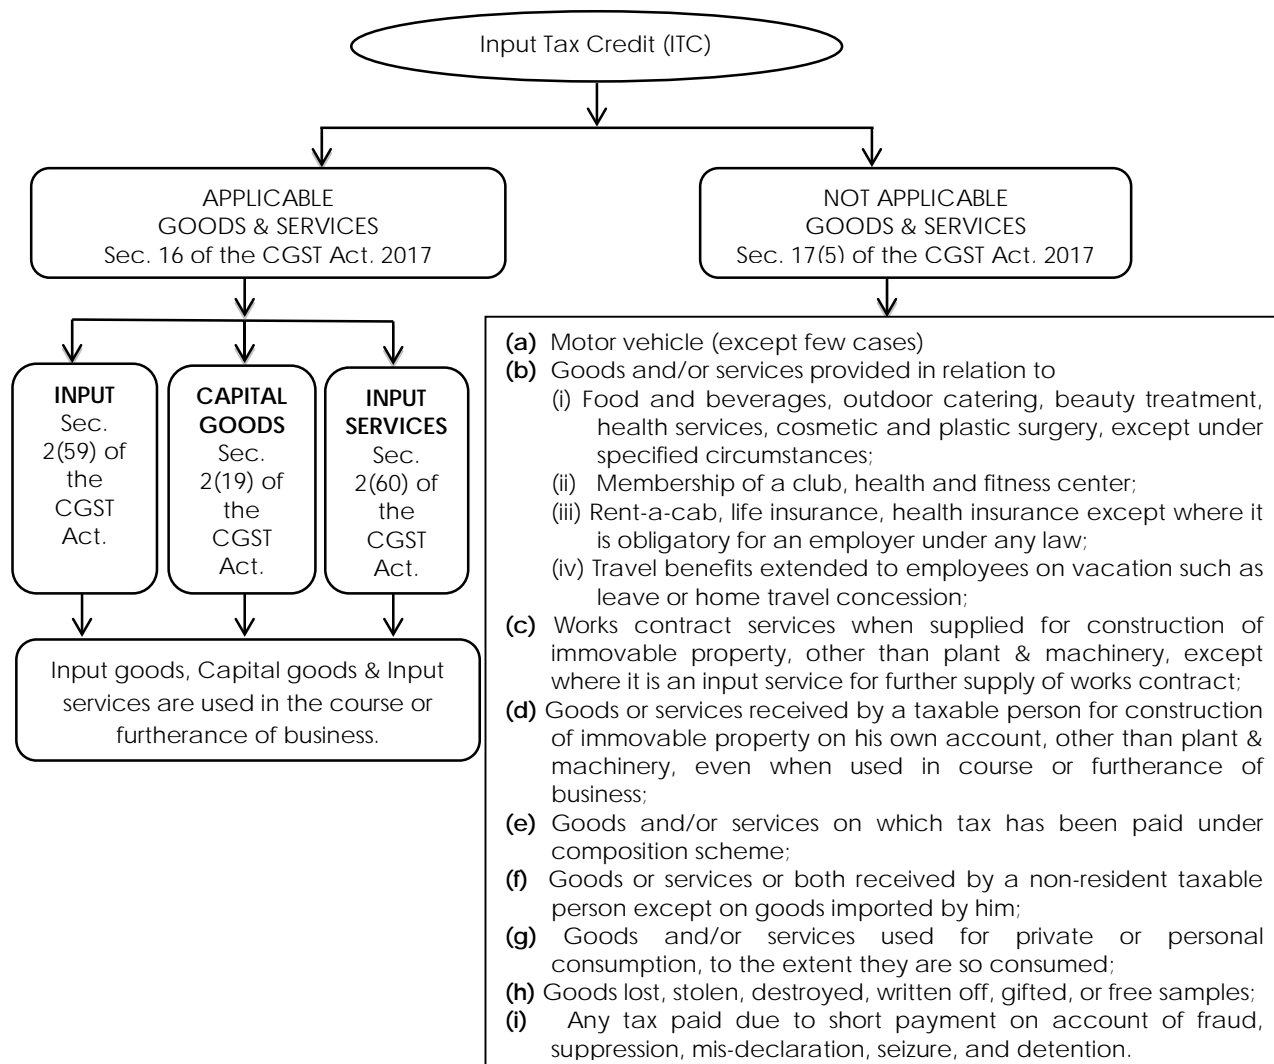 Input Tax Credit (ITC)
APPLICABLE
GOODS & SERVICES
Sec. 16 of the CGST Act. 2017
NOT APPLICABLE
GOODS & SERVICES
Sec. 17(5) of the CGST Act. 2017
INPUT
Sec.
2(59) of
the
CGST
Act.
CAPITAL
GOODS
Sec.
2(19) of
the
CGST
Act.
INPUT
SERVICES
Sec.
2(60) of
the
CGST
Act.
Input goods, Capital goods & Input
services are used in the course or
furtherance of business.
(a) Motor vehicle (except few cases)
(b) Goods and/or services provided in relation to
(i) Food and beverages, outdoor catering, beauty treatment,
health services, cosmetic and plastic surgery, except under
specified circumstances;
(ii) Membership of a club, health and fitness center;
(iii) Rent-a-cab, life insurance, health insurance except where it
is obligatory for an employer under any law;
(iv) Travel benefits extended to employees on vacation such as
leave or home travel concession;
(c) Works contract services when supplied for construction of
immovable property, other than plant & machinery, except
where it is an input service for further supply of works contract;
(d) Goods or services received by a taxable person for construction
of immovable property on his own account, other than plant &
machinery, even when used in course or furtherance of
business;
(e) Goods and/or services on which tax has been paid under
composition scheme;
(f) Goods or services or both received by a non-resident taxable
person except on goods imported by him;
(g) Goods and/or services used for private or personal
consumption, to the extent they are so consumed;
(h) Goods lost, stolen, destroyed, written off, gifted, or free samples;
(i) Any tax paid due to short payment on account of fraud,
suppression, mis-declaration, seizure, and detention.